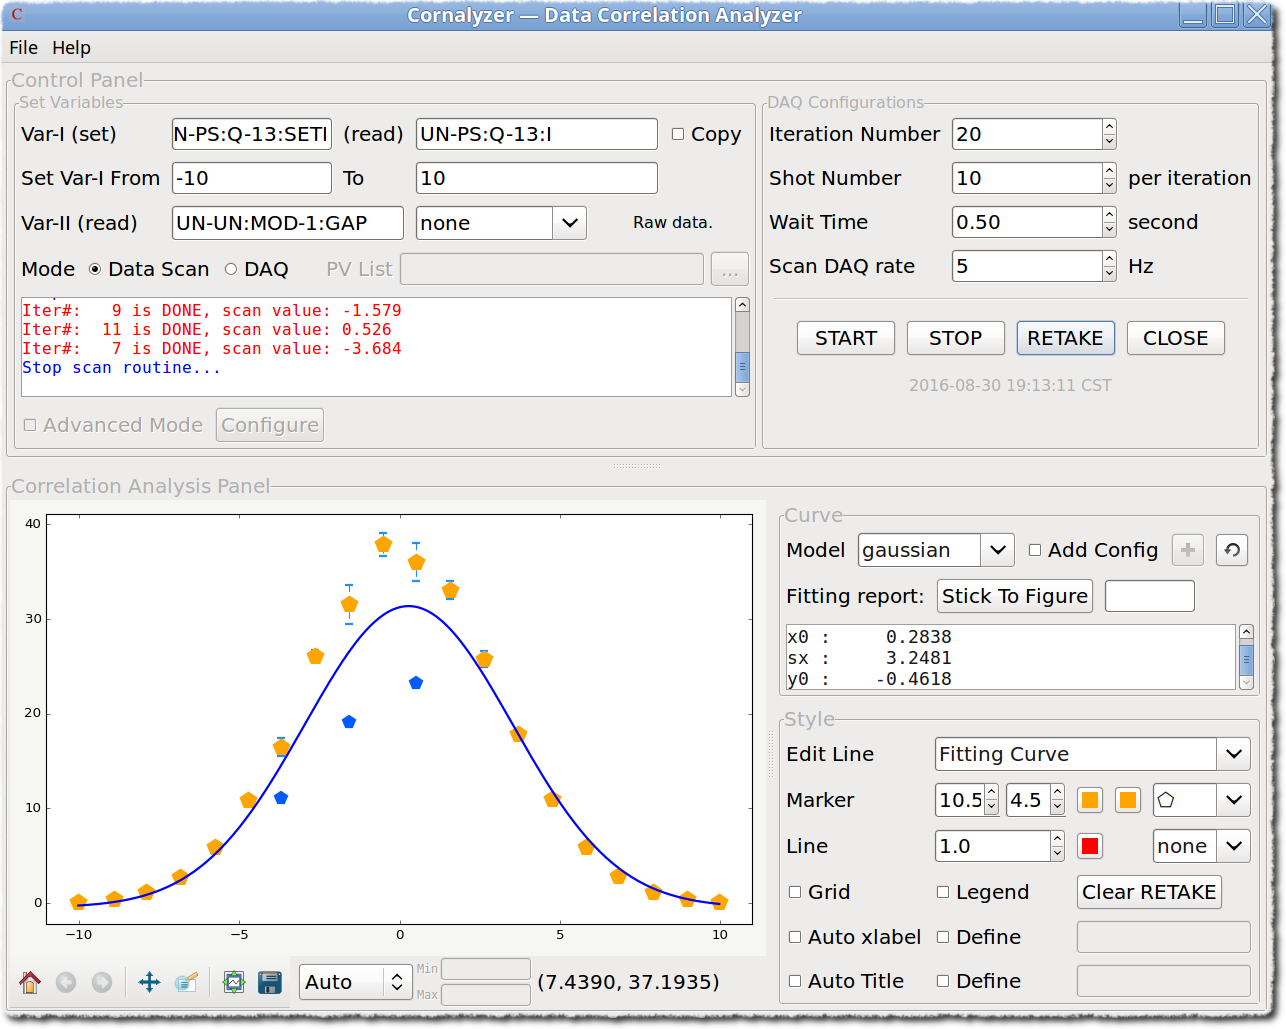 C Cornalyzer — Data Correlation Analyzer
File Help
Control Panel
Set Variables
Var-I (set) N-PS:Q-13:SETI (read) UN-PS:Q-13:I Copy
Set Var-I From -10 To 10
Var-II (read) UN-UN:MOD-1:GAP none Raw data.
Mode Data Scan DAQ PV List ...
Iter#:   9 is DONE, scan value: -1.579
Iter#:  11 is DONE, scan value: 0.526
Iter#:   7 is DONE, scan value: -3.684
Stop scan routine...
Advanced Mode Configure
DAQ Configurations
Iteration Number 20
Shot Number 10 per iteration
Wait Time 0.50 second
Scan DAQ rate 5 Hz
START STOP RETAKE CLOSE
2016-08-30 19:13:11 CST
Correlation Analysis Panel
40
30
20
10
0
−10 −5 0 5 10
Auto Min Max (7.4390, 37.1935)
Curve
Model gaussian Add Config
Fitting report: Stick To Figure
x0 :     0.2838
sx :     3.2481
y0 :    -0.4618
Style
Edit Line Fitting Curve
Marker 10.5 4.5
Line 1.0 none
Grid Legend Clear RETAKE
Auto xlabel Define
Auto Title Define